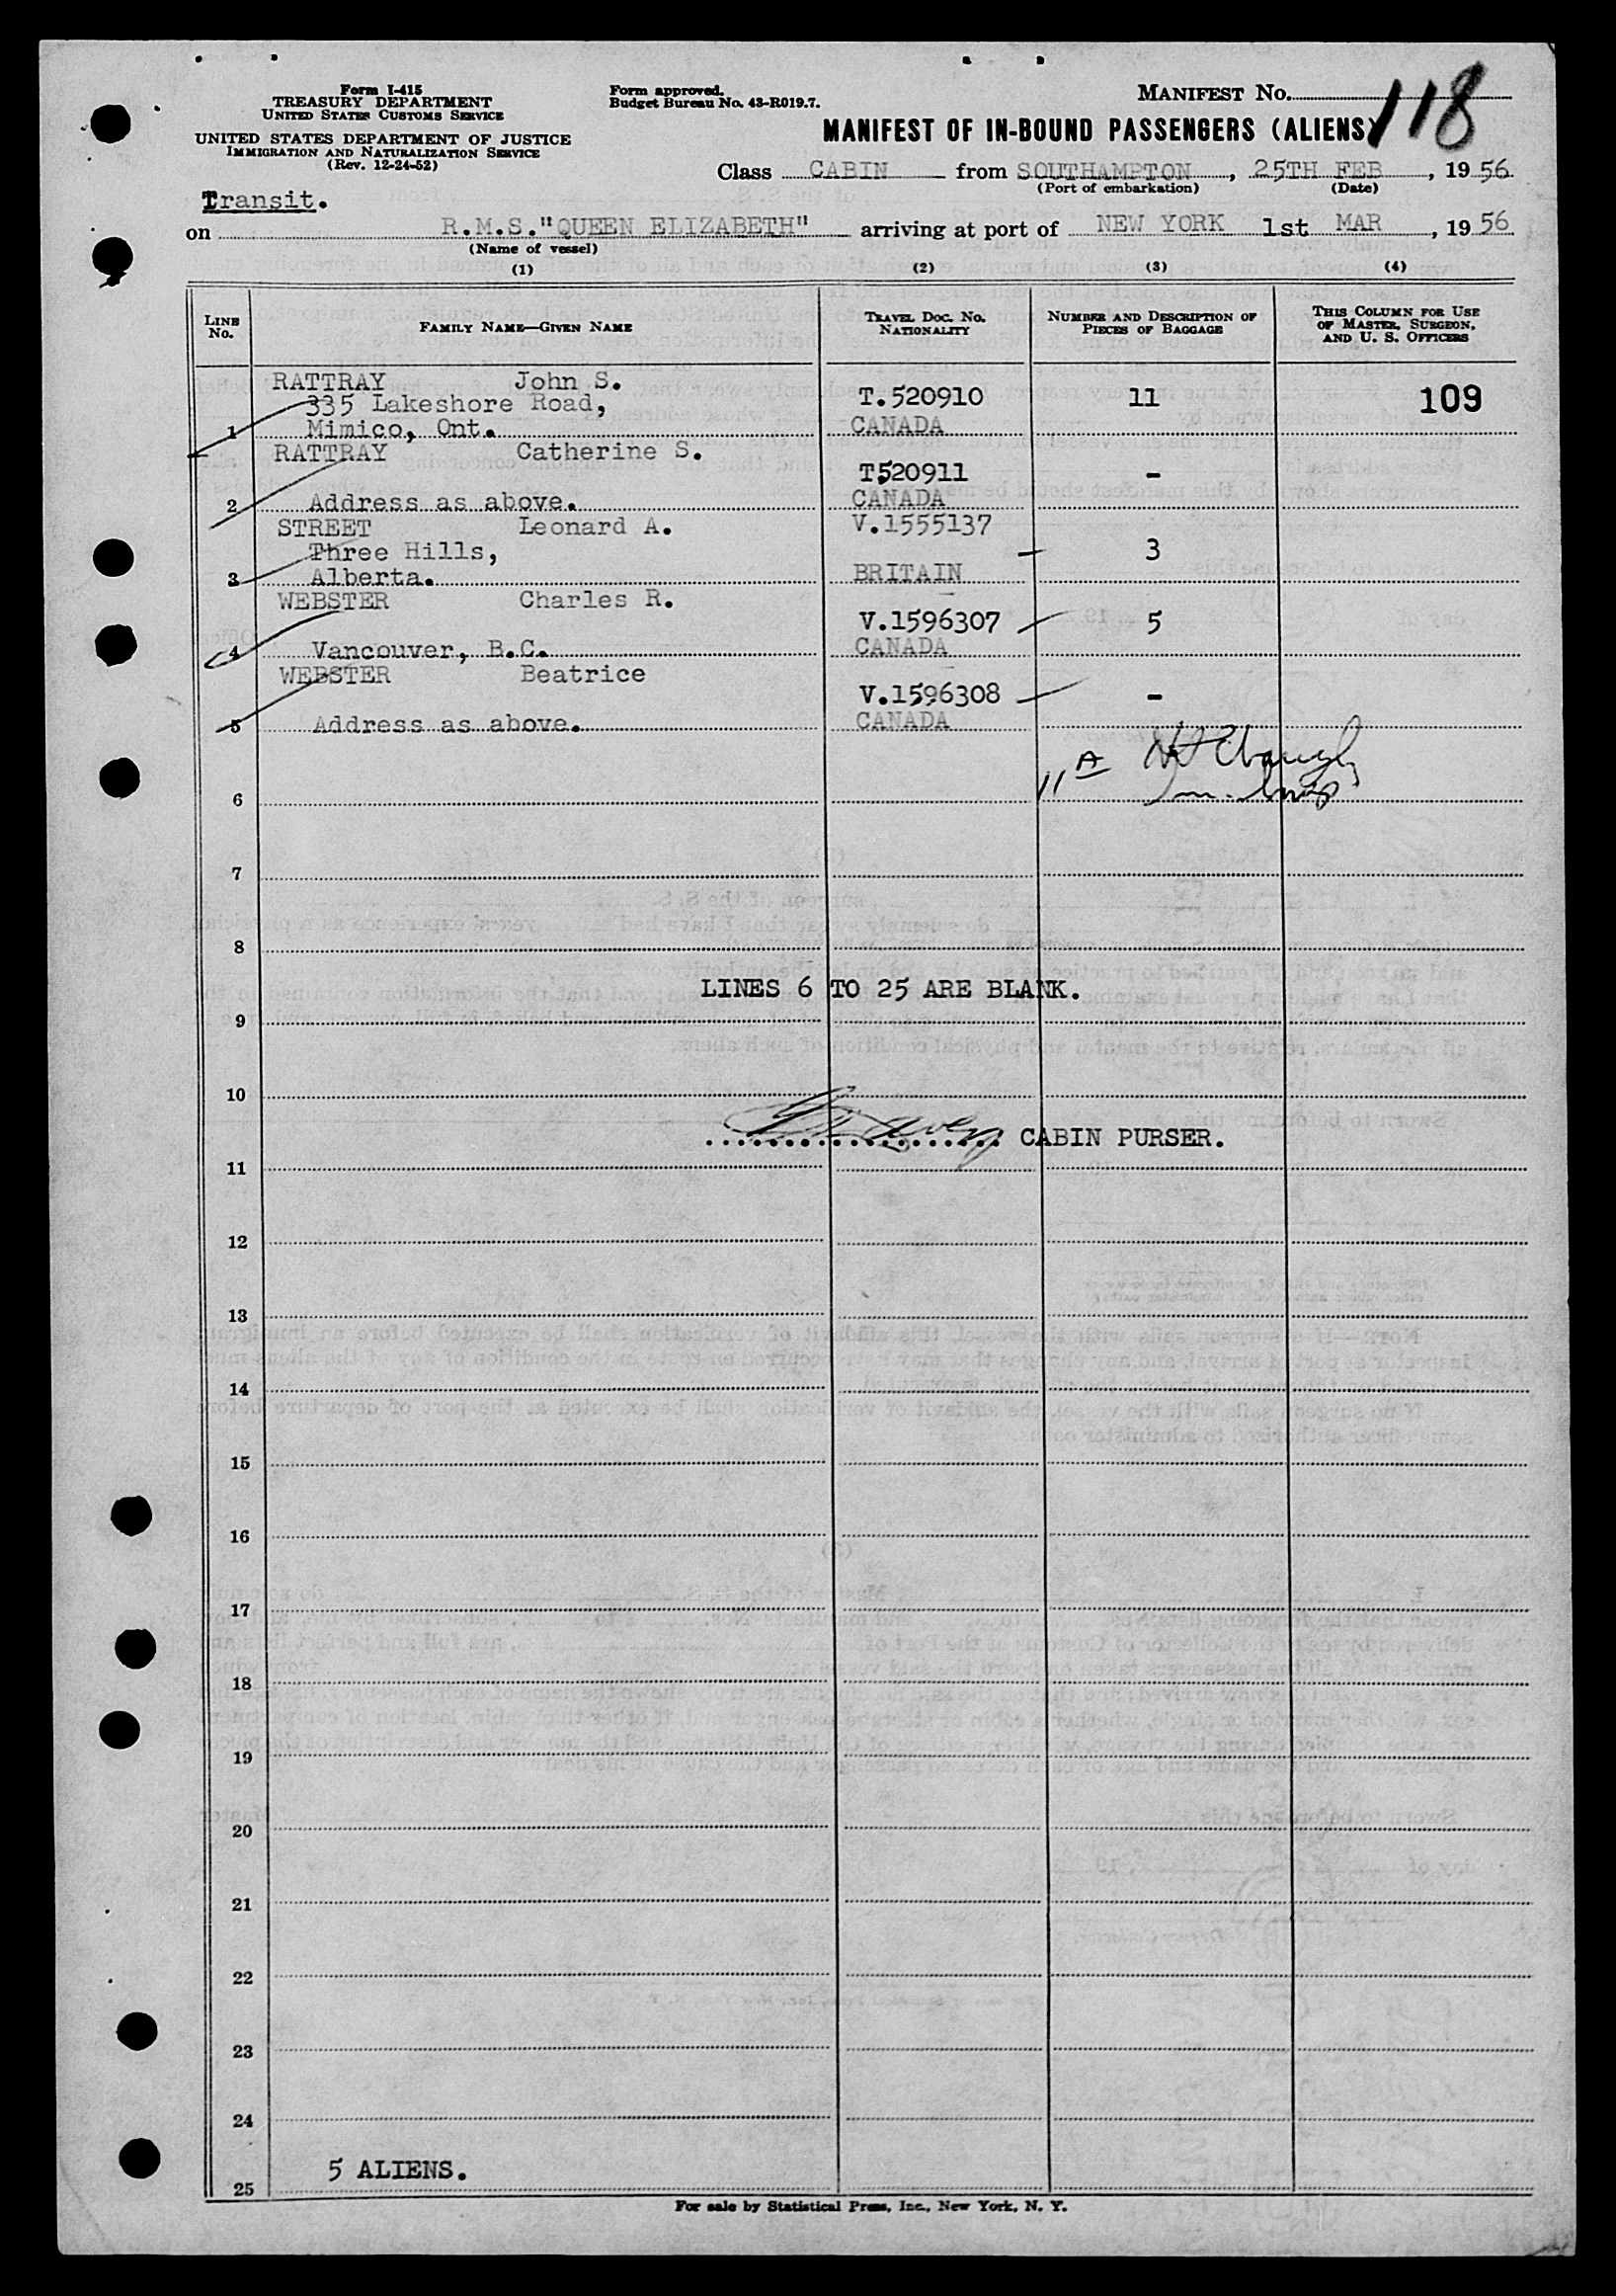 Form I-415
TREASURY DEPARTMENT
UNITED STATES CUSTOMS SERVICE
UNITED STATES DEPARTMENT OF JUSTICE
IMMIGRATION AND NATURALIZATION SERVICE
(Rev. 12-24-52)
Form approved.
Budget Bureau No. 43-R019.7.
MANIFEST No. 118
MANIFEST OF IN-BOUND PASSENGERS (ALIENS)
Class CABIN from SOUTHAMPTON, 25TH FEB, 1956
(Port of embarkation) (Date)
Transit.
on R.M.S."QUEEN ELIZABETH" arriving at port of NEW YORK 1st MAR, 1956
(Name of vessel)
(1) (2) (3) (4)
LINE No. FAMILY NAME—GIVEN NAME TRAVEL DOC. NO. NATIONALITY NUMBER AND DESCRIPTION OF PIECES OF BAGGAGE THIS COLUMN FOR USE OF MASTER, SURGEON, AND U. S. OFFICERS
RATTRAY John S.
335 Lakeshore Road, T.520910 11 109
1 Mimico, Ont. CANADA
RATTRAY Catherine S.
T520911 -
2 Address as above. CANADA
STREET Leonard A. V.1555137
Three Hills, - 3
3 Alberta. BRITAIN
WEBSTER Charles R.
V.1596307 5
4 Vancouver, B.C. CANADA
WEBSTER Beatrice
V.1596308 -
5 Address as above. CANADA
11 A
6
7
8
LINES 6 TO 25 ARE BLANK.
9
10
CABIN PURSER.
11
12
13
14
15
16
17
18
19
20
21
22
23
24
5 ALIENS.
25
For sale by Statistical Press, Inc., New York, N. Y.